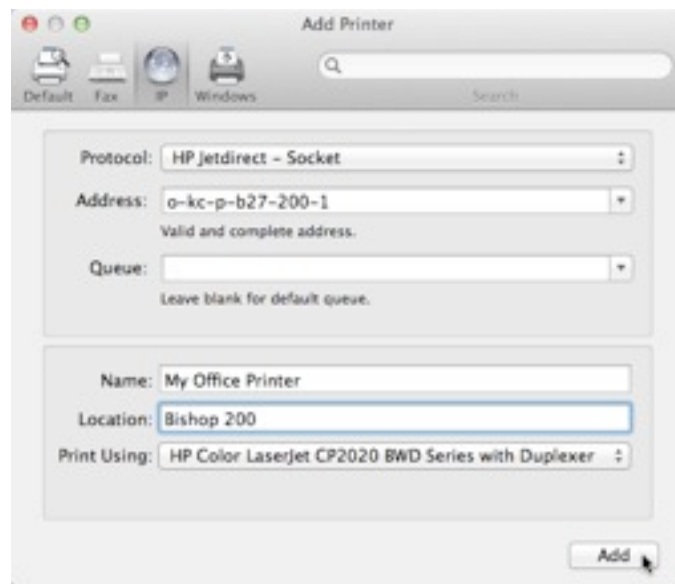 Add Printer
Default Fax IP Windows Search
Protocol: HP Jetdirect – Socket
Address: o-kc-p-b27-200-1
Valid and complete address.
Queue:
Leave blank for default queue.
Name: My Office Printer
Location: Bishop 200
Print Using: HP Color LaserJet CP2020 BWD Series with Duplexer
Add